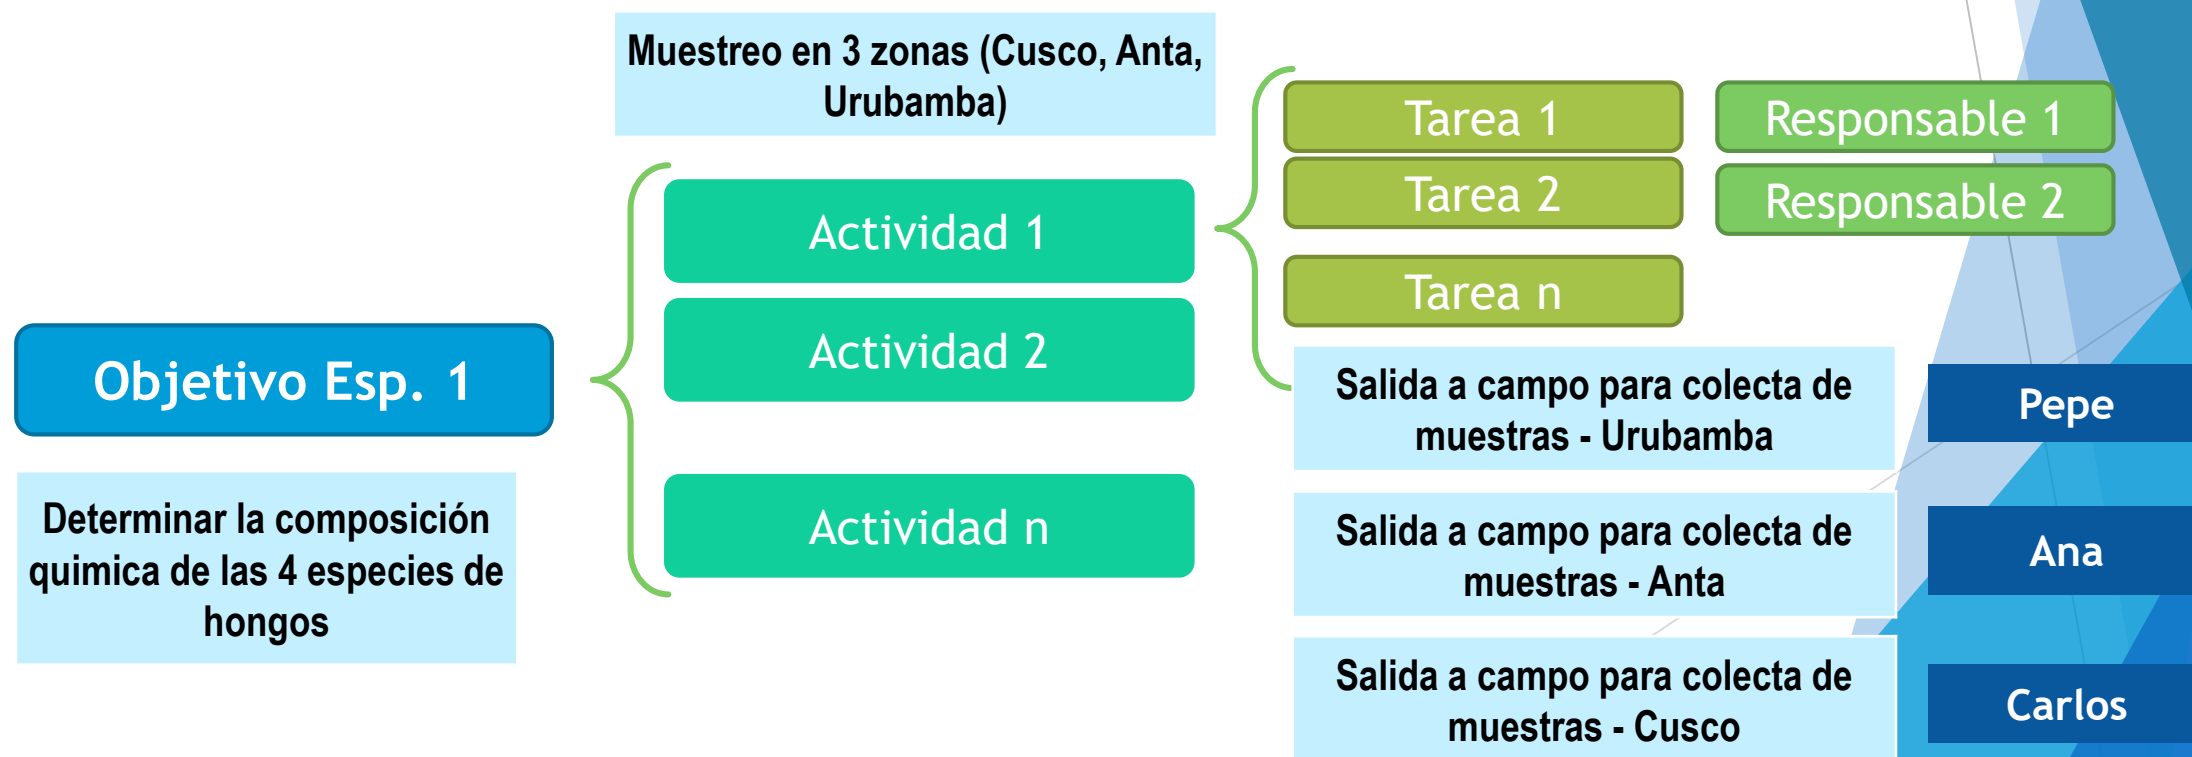 Muestreo en 3 zonas (Cusco, Anta,
Urubamba)
Tarea 1
Responsable 1
Tarea 2
Responsable 2
Actividad 1
Tarea n
Actividad 2
Objetivo Esp. 1
Salida a campo para colecta de
muestras - Urubamba
Pepe
Determinar la composición
quimica de las 4 especies de
hongos
Actividad n
Salida a campo para colecta de
muestras - Anta
Ana
Salida a campo para colecta de
muestras - Cusco
Carlos